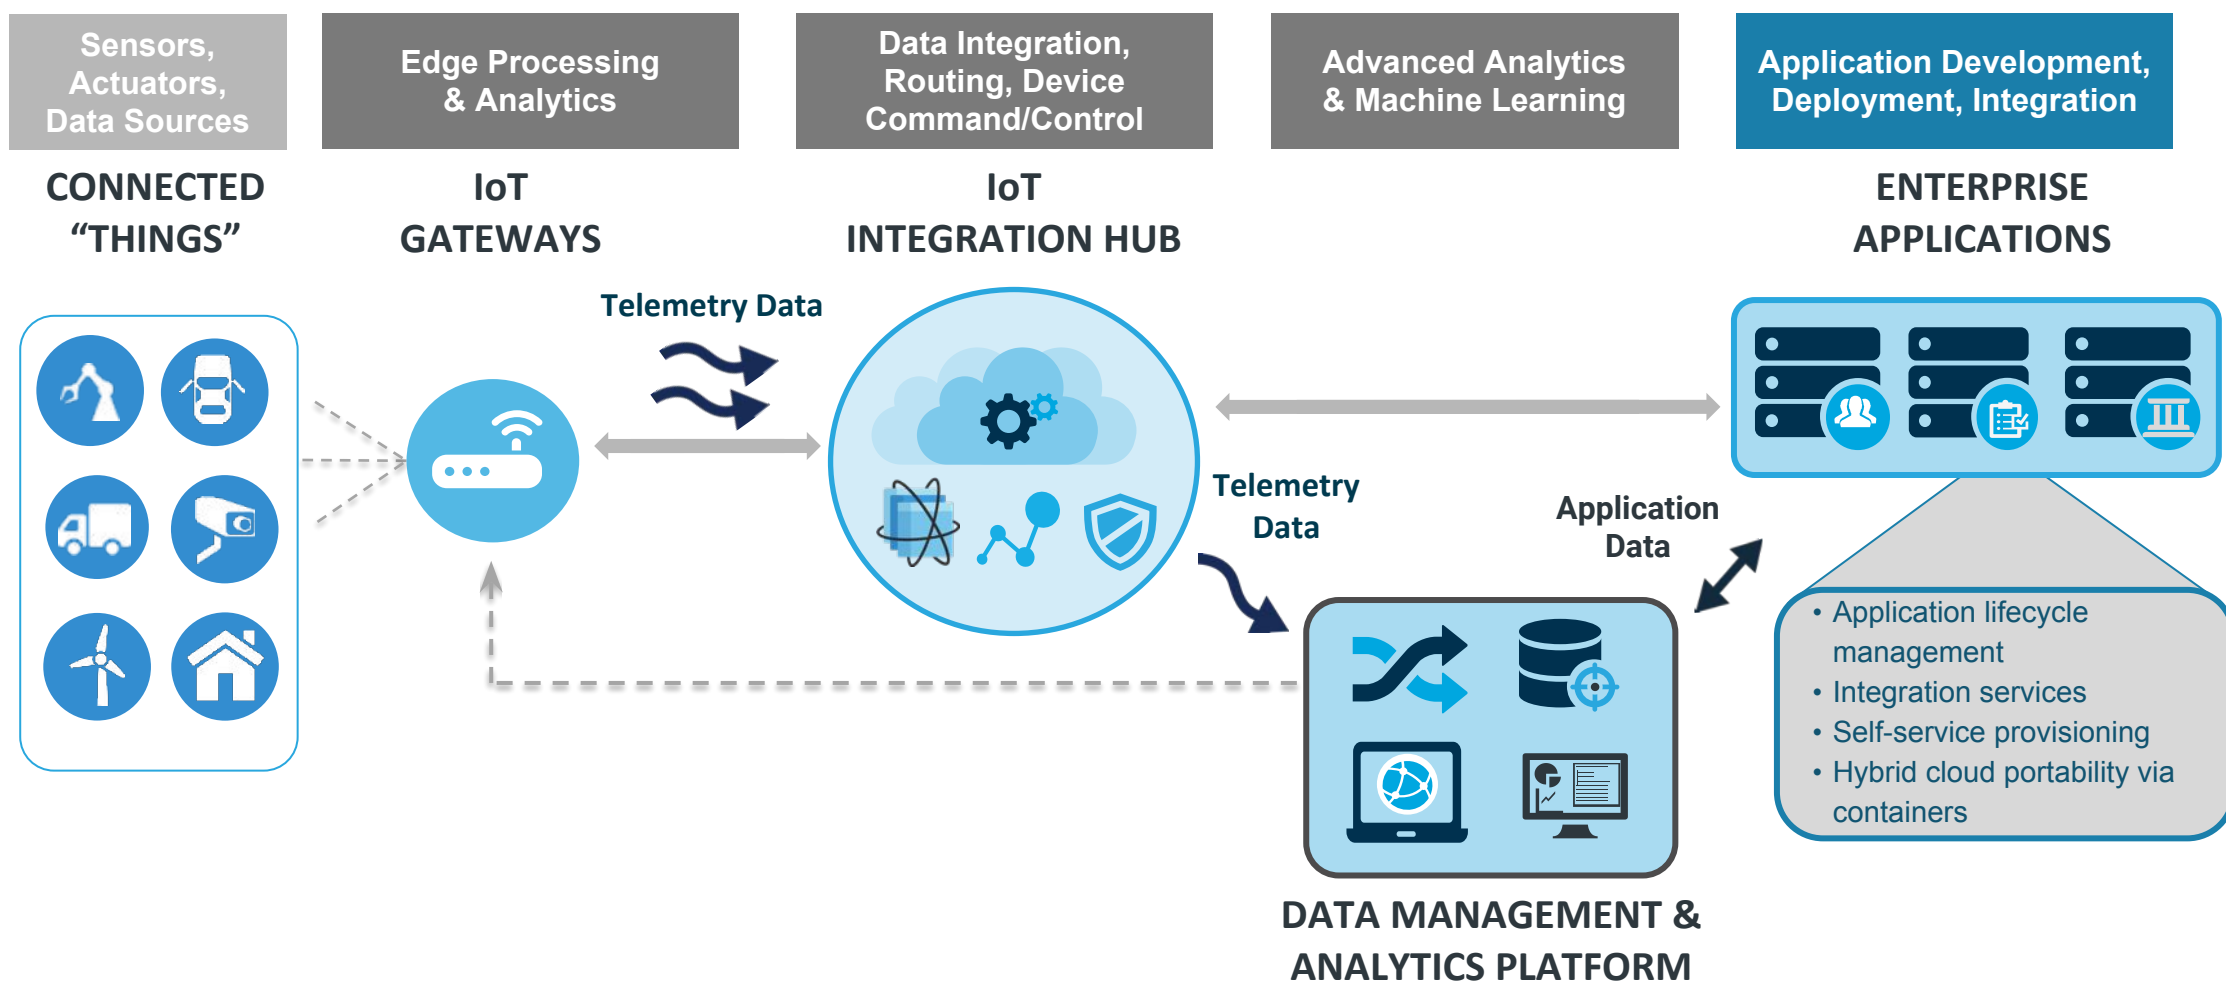 Sensors,
Actuators,
Data Sources
Edge Processing
& Analytics
Data Integration,
Routing, Device
Command/Control
Advanced Analytics
& Machine Learning
Application Development,
Deployment, Integration
CONNECTED
“THINGS”
IoT
GATEWAYS
IoT
INTEGRATION HUB
ENTERPRISE
APPLICATIONS
Telemetry Data
Telemetry
Data
Application
Data
• Application lifecycle
management
• Integration services
• Self-service provisioning
• Hybrid cloud portability via
containers
DATA MANAGEMENT &
ANALYTICS PLATFORM